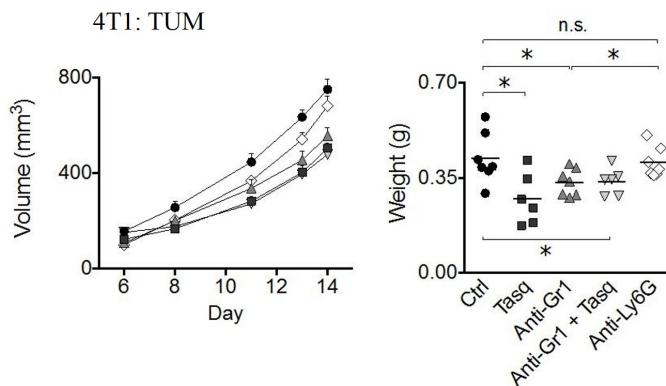 4T1: TUM
800
400
0
Volume (mm³)
6 8 10 12 14
Day
n.s.
* *
*
0.70
0.35
0.00
Weight (g)
*
Ctrl
Tasq
Anti-Gr1
Anti-Gr1 + Tasq
Anti-Ly6G